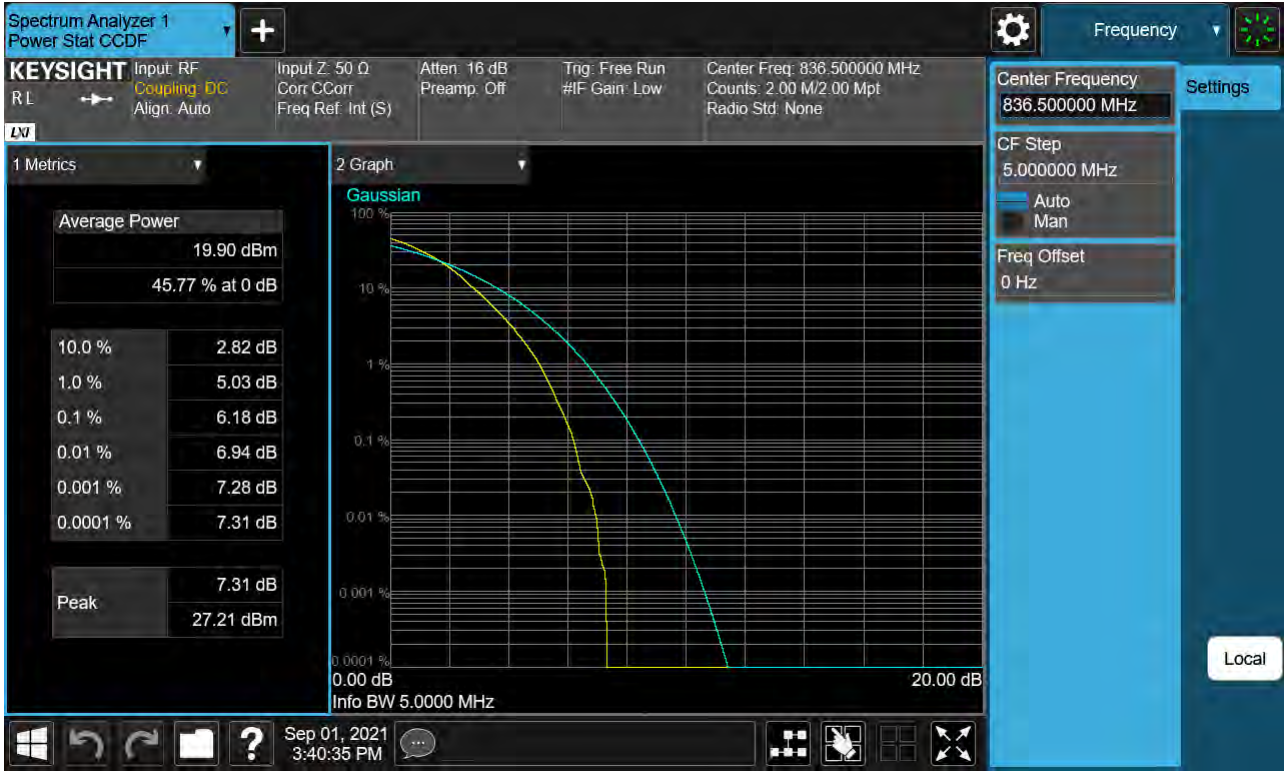 Spectrum Analyzer 1
Power Stat CCDF
Frequency
KEYSIGHT
R L
LXI
Input: RF
Coupling: DC
Align: Auto
Input Z: 50 Ω
Corr CCorr
Freq Ref: Int (S)
Atten: 16 dB
Preamp: Off
Trig: Free Run
#IF Gain: Low
Center Freq: 836.500000 MHz
Counts: 2.00 M/2.00 Mpt
Radio Std: None
Center Frequency
836.500000 MHz
Settings
CF Step
5.000000 MHz
Auto
Man
Freq Offset
0 Hz
1 Metrics
Average Power
19.90 dBm
45.77 % at 0 dB
10.0 % 2.82 dB
1.0 % 5.03 dB
0.1 % 6.18 dB
0.01 % 6.94 dB
0.001 % 7.28 dB
0.0001 % 7.31 dB
Peak
7.31 dB
27.21 dBm
2 Graph
Gaussian
100 %
10 %
1 %
0.1 %
0.01 %
0.001 %
0.0001 %
0.00 dB 20.00 dB
Info BW 5.0000 MHz
Local
?
Sep 01, 2021
3:40:35 PM